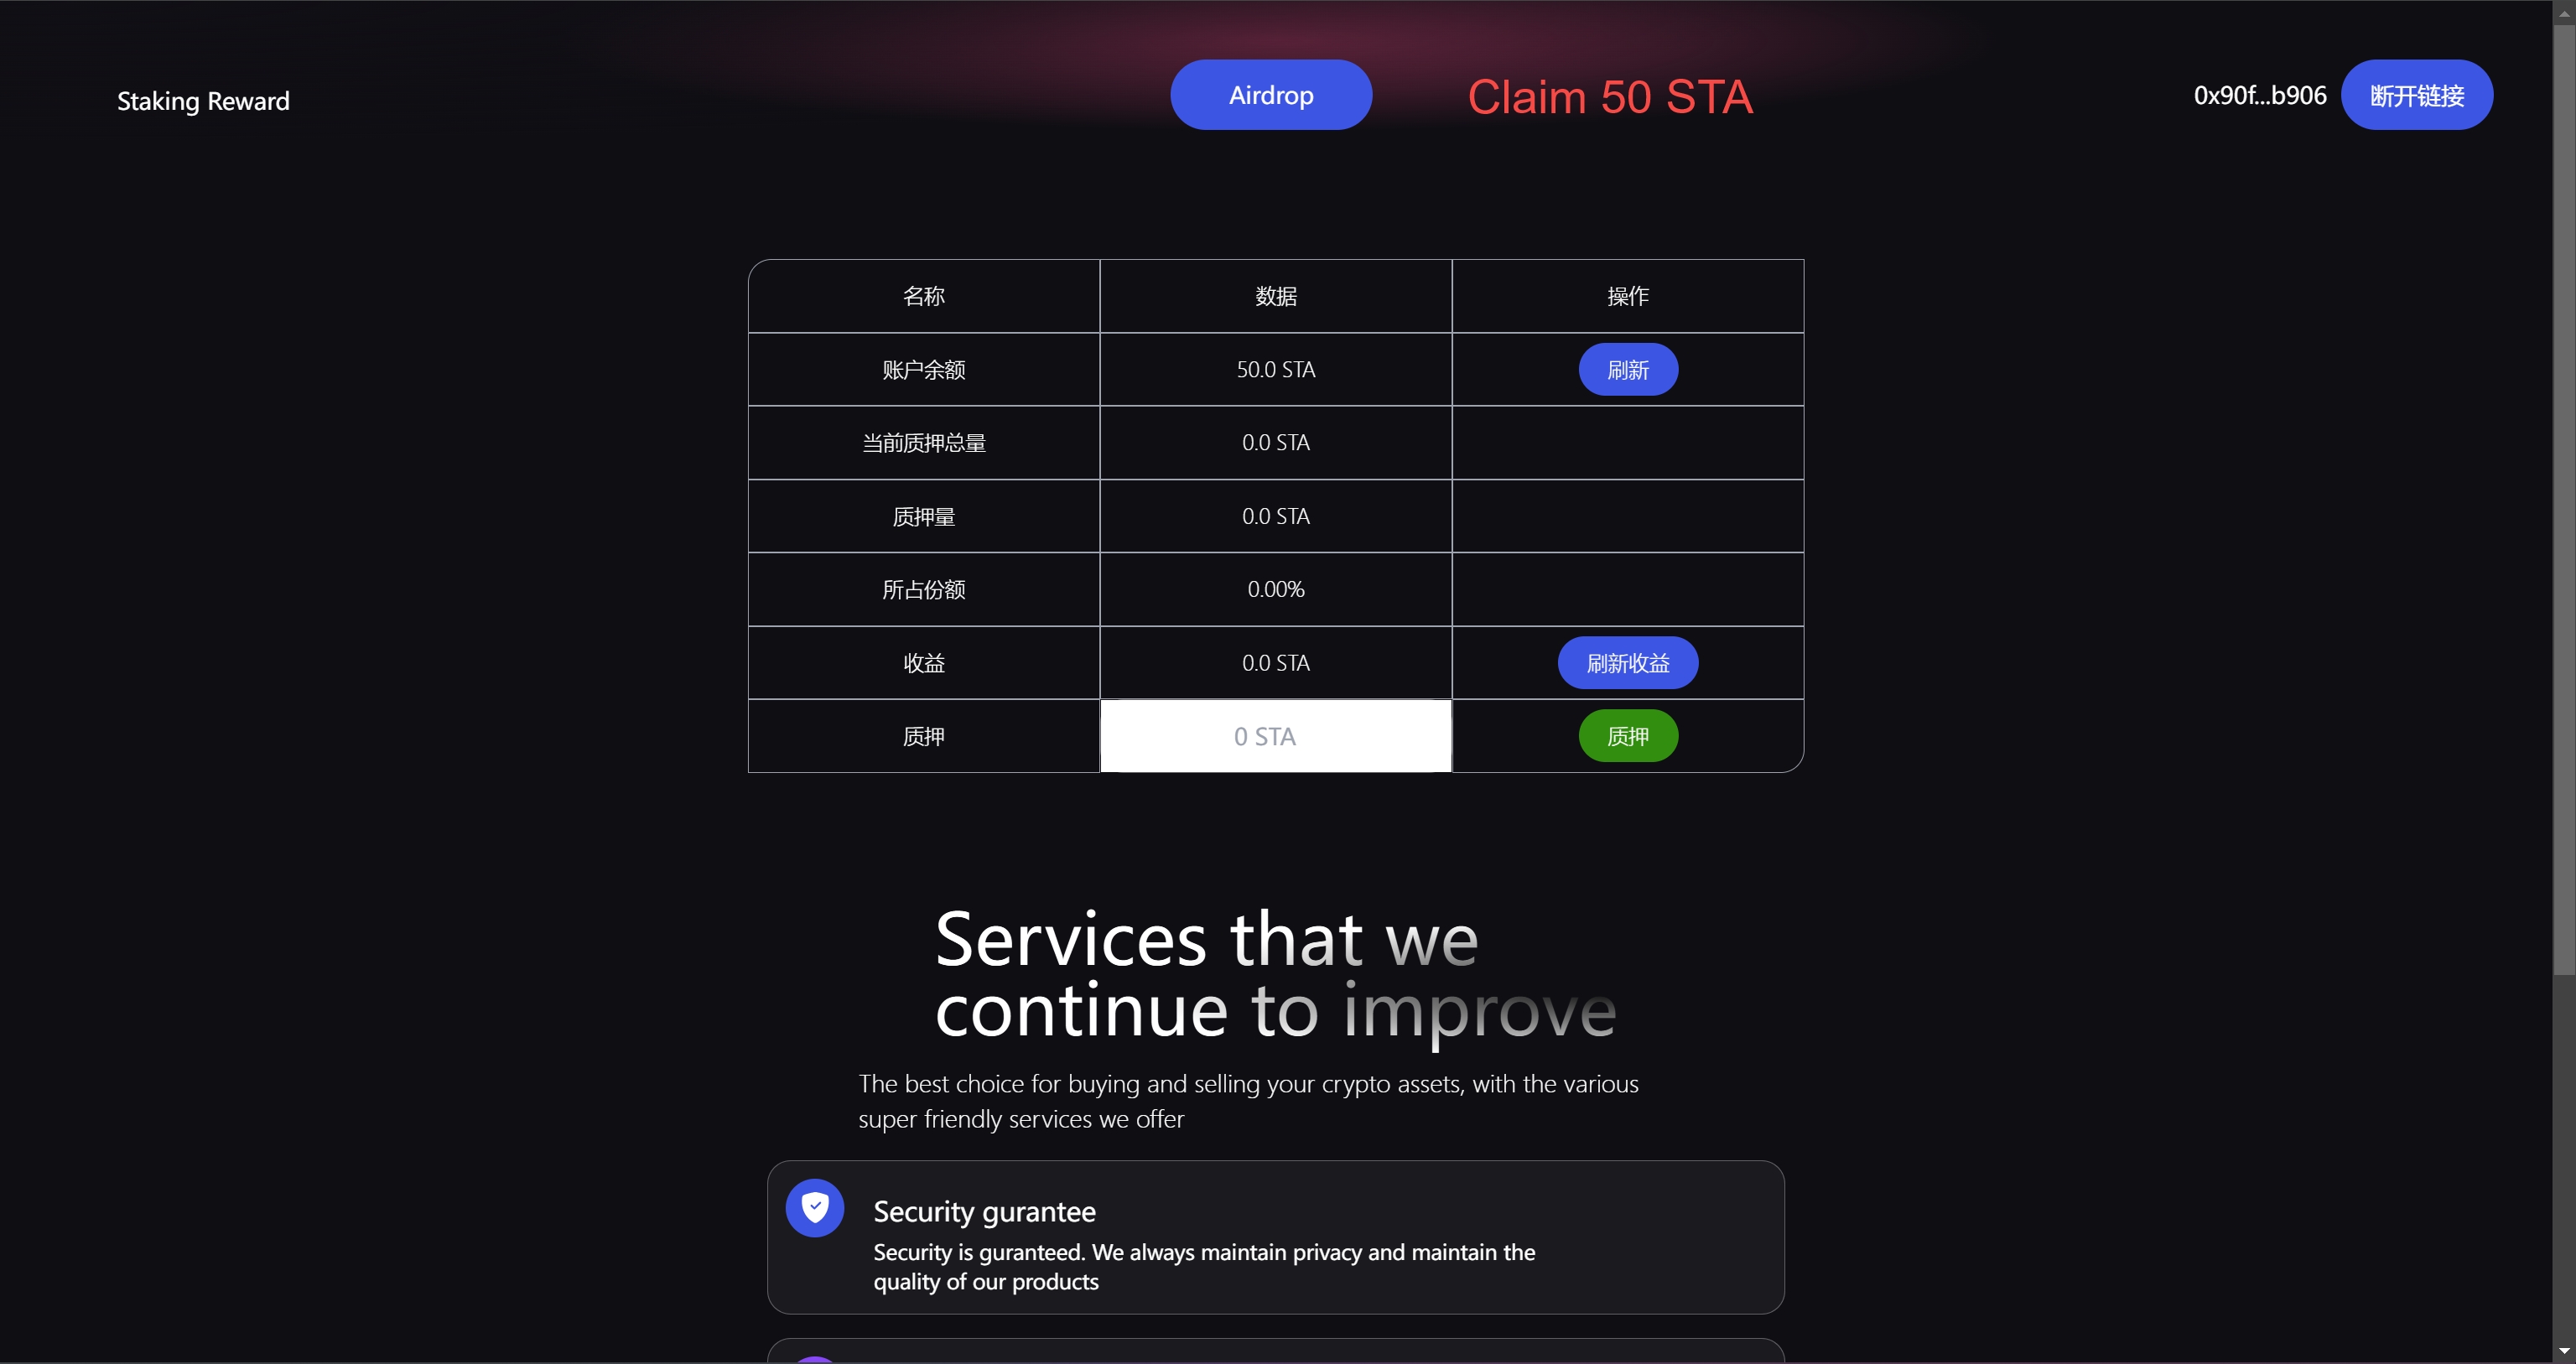 Staking Reward
Airdrop
Claim 50 STA
0x90f...b906
断开链接
名称 数据 操作
账户余额 50.0 STA 刷新
当前质押总量 0.0 STA
质押量 0.0 STA
所占份额 0.00%
收益 0.0 STA 刷新收益
质押 0 STA 质押
Services that we
continue to improve
The best choice for buying and selling your crypto assets, with the various
super friendly services we offer
Security gurantee
Security is guranteed. We always maintain privacy and maintain the
quality of our products